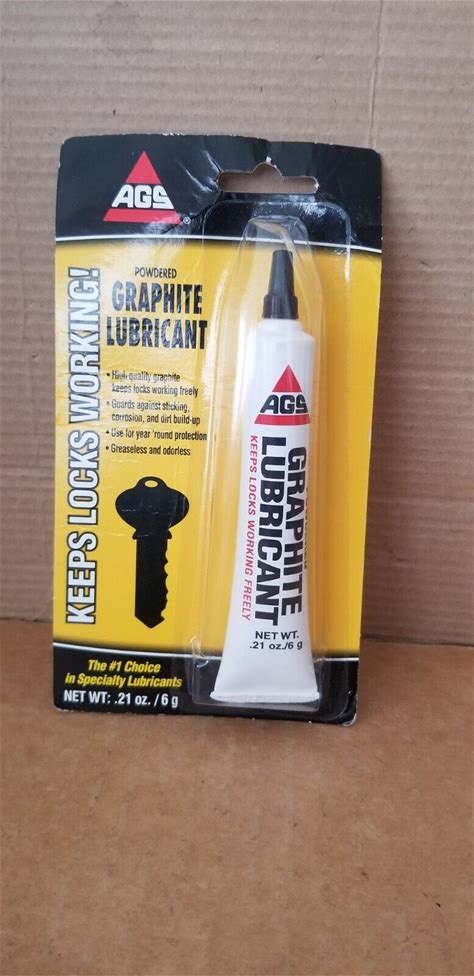 AGS
®
KEEPS LOCKS WORKING!
POWDERED
GRAPHITE
LUBRICANT
• High quality graphite
keeps locks working freely
• Guards against sticking,
corrosion, and dirt build-up
• Use for year 'round protection
• Greaseless and odorless
The #1 Choice
in Specialty Lubricants
NET WT: .21 oz. / 6 g
AGS
GRAPHITE
LUBRICANT
KEEPS LOCKS WORKING FREELY
NET WT.
.21 oz./6 g